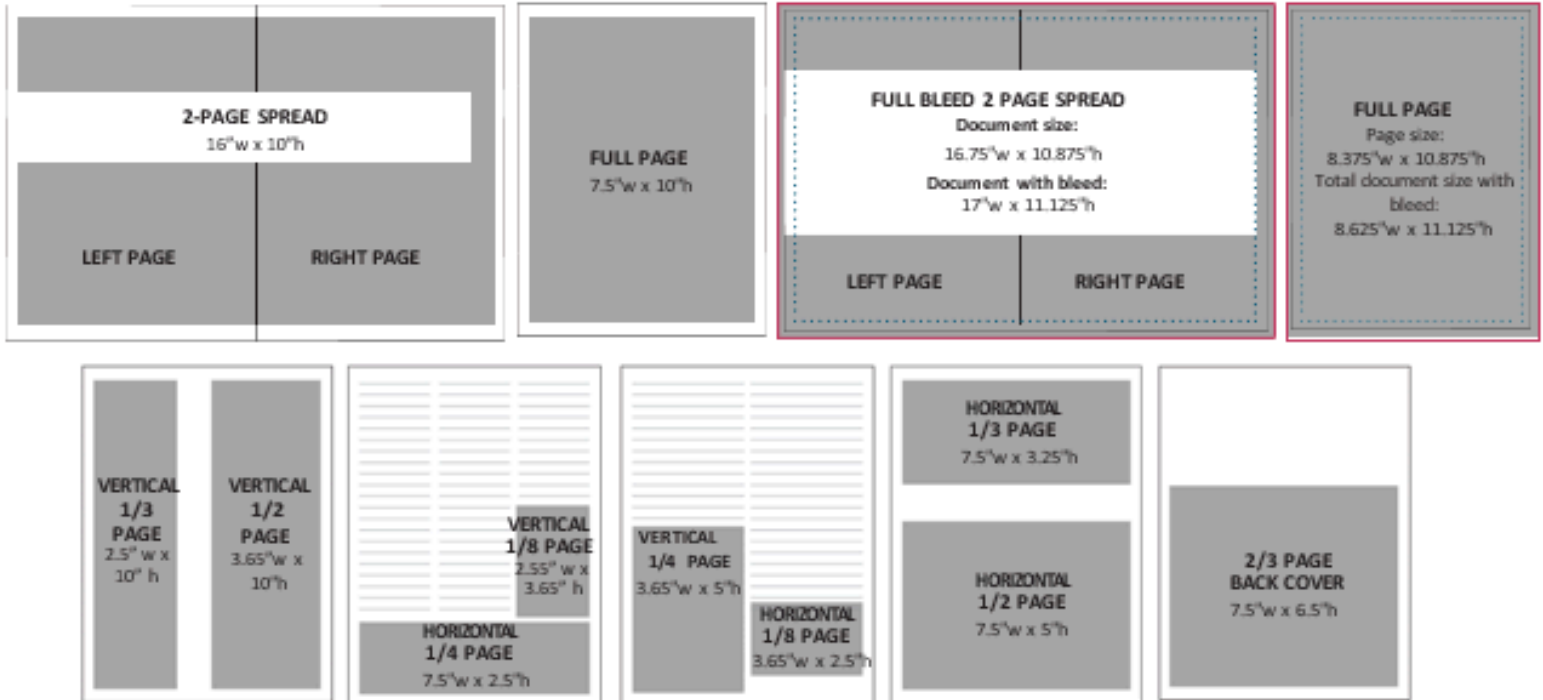 2-PAGE SPREAD
16"w x 10"h
LEFT PAGE
RIGHT PAGE
FULL PAGE
7.5"w x 10"h
FULL BLEED 2 PAGE SPREAD
Document size:
16.75"w x 10.875"h
Document with bleed:
17"w x 11.125"h
LEFT PAGE
RIGHT PAGE
FULL PAGE
Page size:
8.375"w x 10.875"h
Total document size with
bleed:
8.625"w x 11.125"h
VERTICAL
1/3
PAGE
2.5" w x
10" h
VERTICAL
1/2
PAGE
3.65"w x
10"h
VERTICAL
1/8 PAGE
2.55" w x
3.65" h
HORIZONTAL
1/4 PAGE
7.5"w x 2.5"h
VERTICAL
1/4 PAGE
3.65"w x 5"h
HORIZONTAL
1/8 PAGE
3.65"w x 2.5"h
HORIZONTAL
1/3 PAGE
7.5"w x 3.25"h
HORIZONTAL
1/2 PAGE
7.5"w x 5"h
2/3 PAGE
BACK COVER
7.5"w x 6.5"h